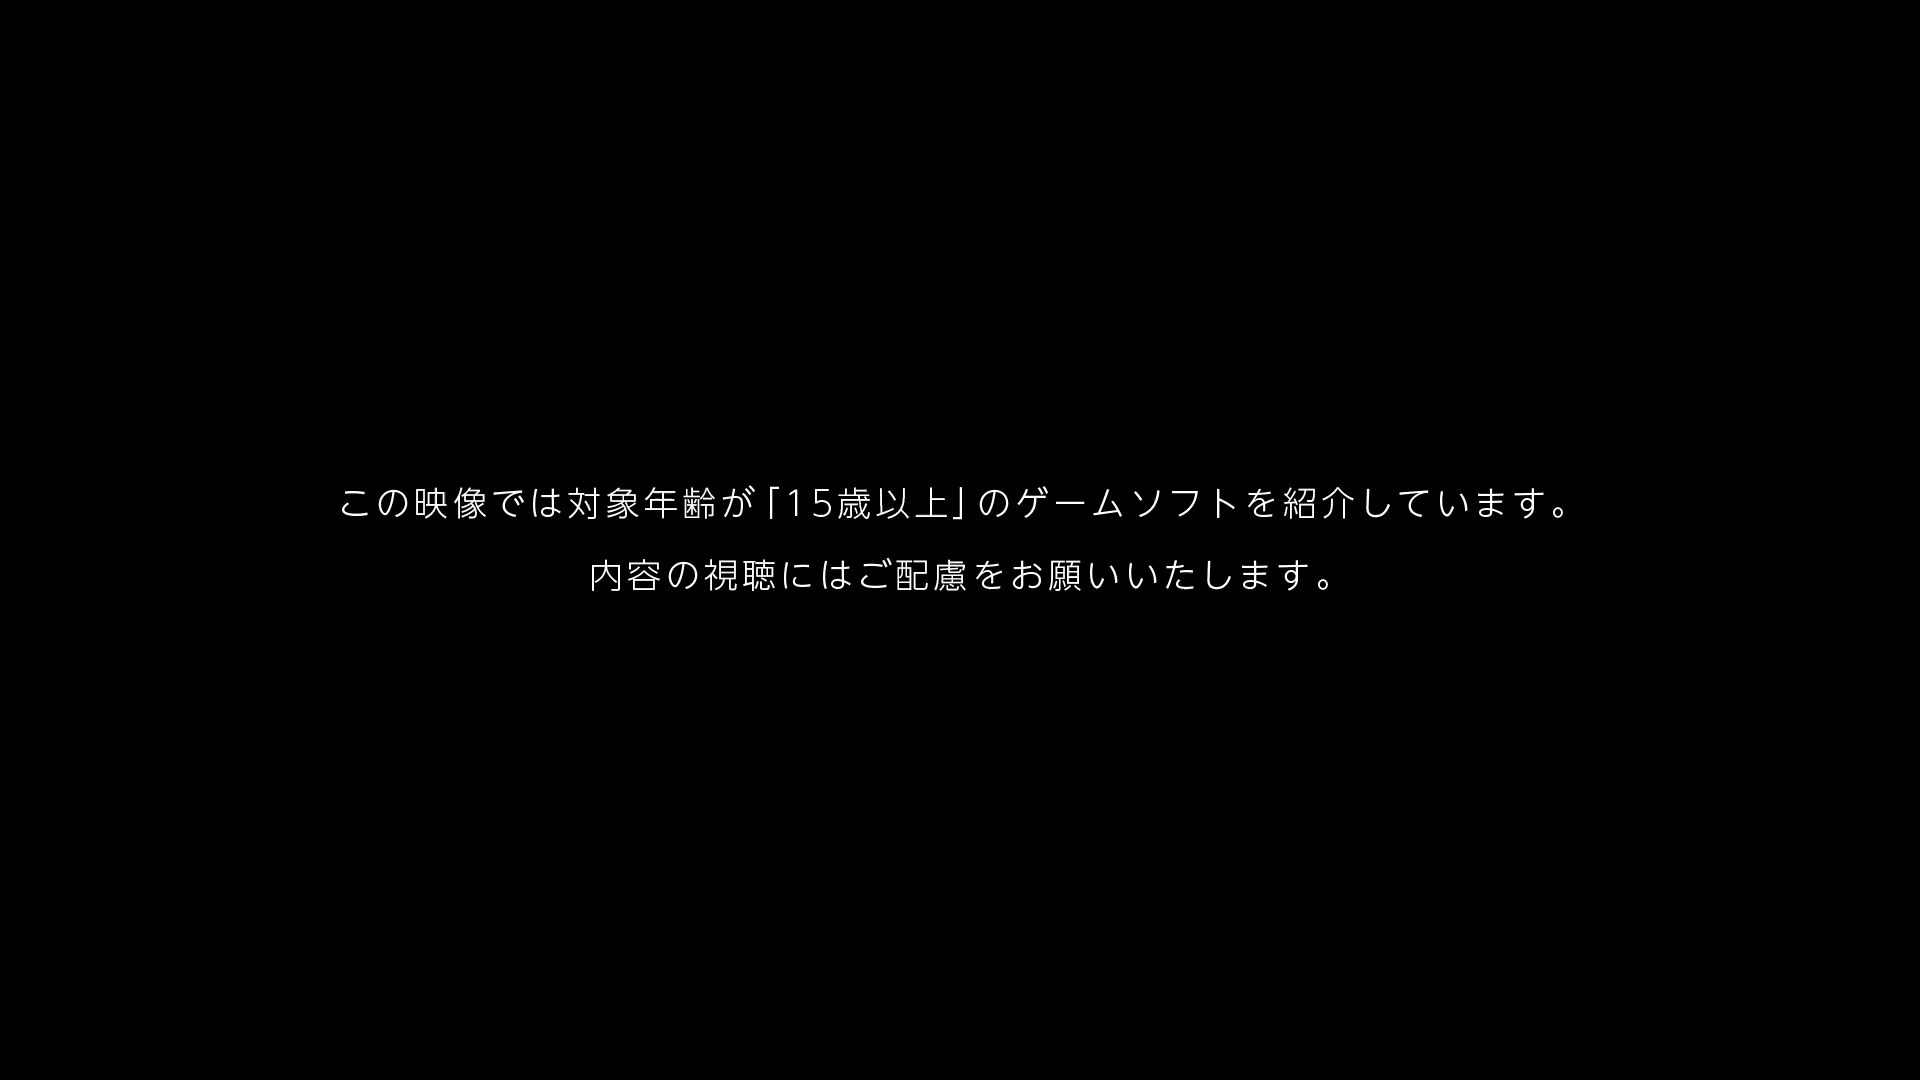 この映像では対象年齢が「15歳以上」のゲームソフトを紹介しています。
内容の視聴にはご配慮をお願いいたします。